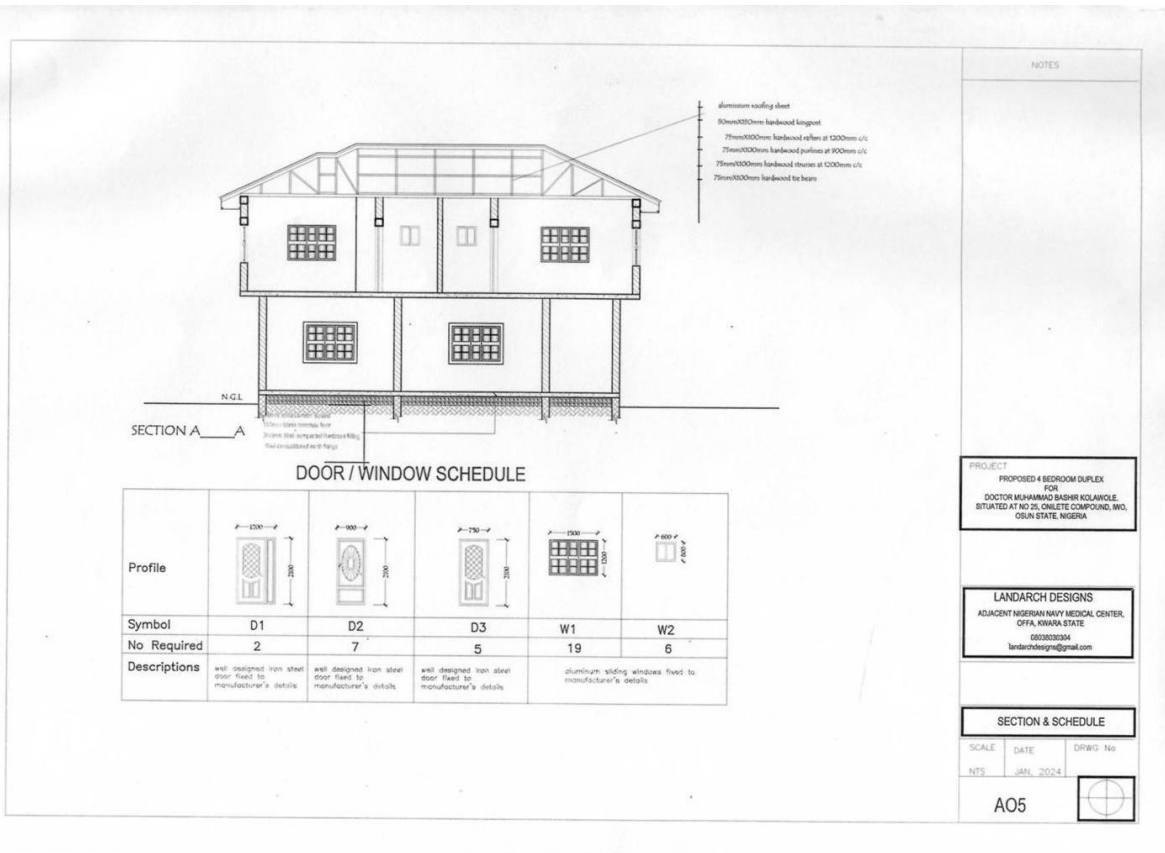 NOTES
aluminium roofing sheet
50mmX150mm hardwood kingpost
75mmX100mm hardwood rafters at 1200mm c/c
75mmX100mm hardwood purlines at 900mm c/c
75mmX100mm hardwood strusses at 1200mm c/c
75mmX100mm hardwood tie beam
N.G.L
SECTION A____A
DOOR / WINDOW SCHEDULE
Profile
1200
2100
900
2100
750
2100
1500
1200
600
600
Symbol D1 D2 D3 W1 W2
No Required 2 7 5 19 6
Descriptions
well designed iron steel
door fixed to
manufacturer's details
well designed iron steel
door fixed to
manufacturer's details
well designed iron steel
door fixed to
manufacturer's details
aluminum sliding windows fixed to
manufacturer's details
PROJECT
PROPOSED 4 BEDROOM DUPLEX
FOR
DOCTOR MUHAMMAD BASHIR KOLAWOLE.
SITUATED AT NO 25, ONILETE COMPOUND, IWO,
OSUN STATE, NIGERIA
LANDARCH DESIGNS
ADJACENT NIGERIAN NAVY MEDICAL CENTER,
OFFA, KWARA STATE
08038030304
landarchdesigns@gmail.com
SECTION & SCHEDULE
SCALE DATE DRWG No
NTS JAN, 2024
AO5